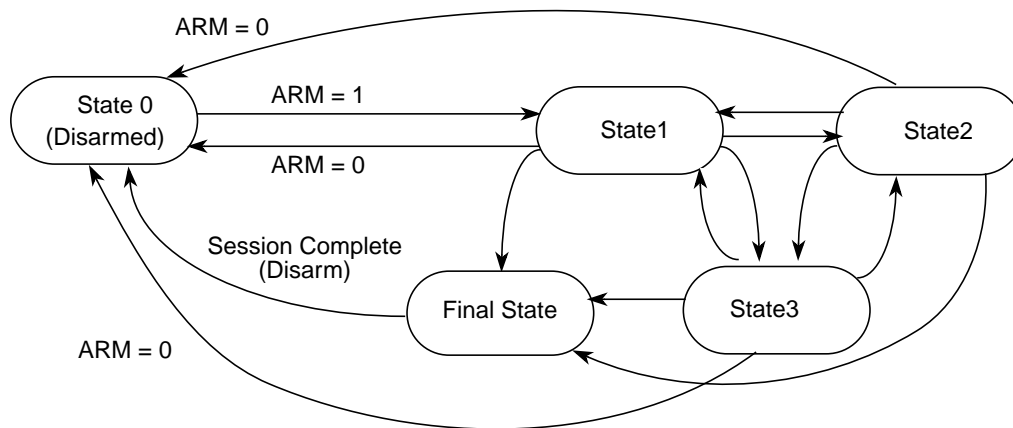 ARM = 0
State 0
(Disarmed)
ARM = 1
State1
State2
ARM = 0
Session Complete
(Disarm)
Final State
State3
ARM = 0